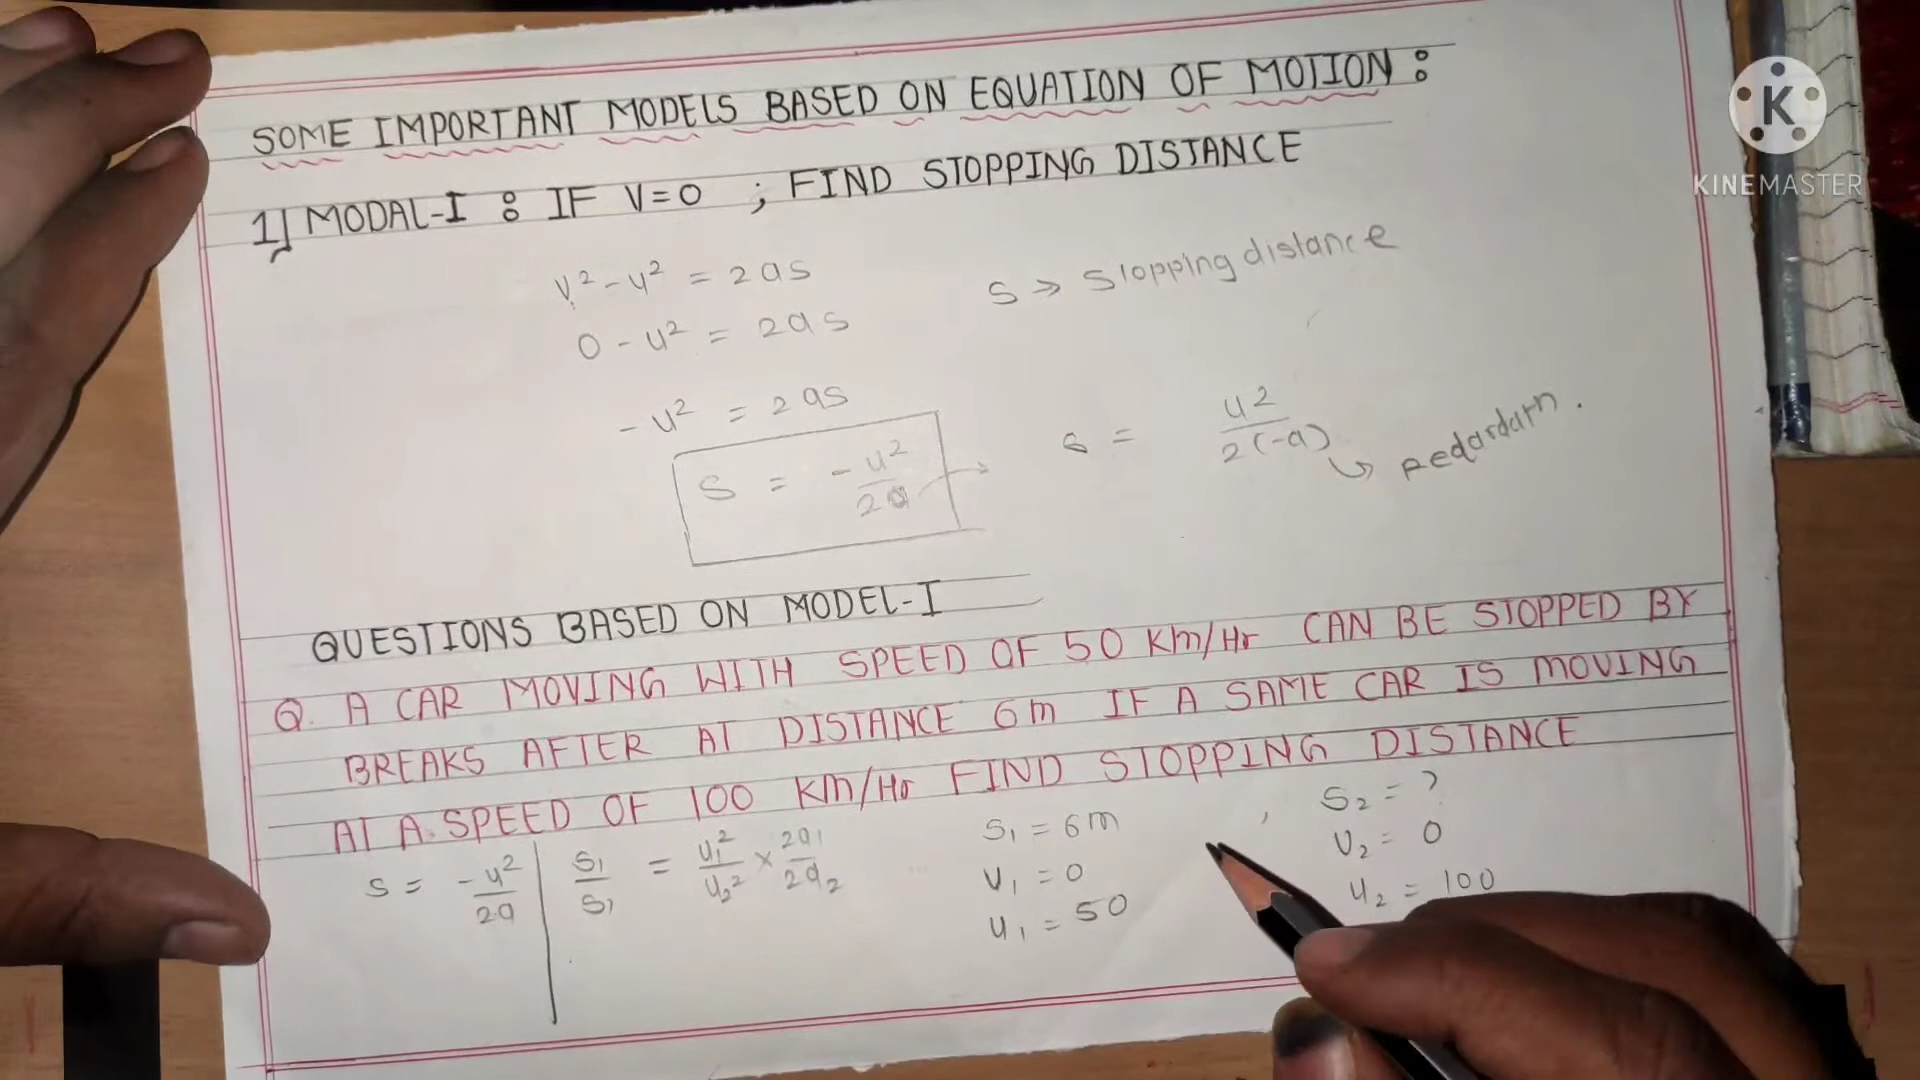 SOME IMPORTANT MODELS BASED ON EQUATION OF MOTION :
K
KINEMASTER
1] MODAL-I : IF V=0 ; FIND STOPPING DISTANCE
v² - u² = 2as
s → Stopping distance
0 - u² = 2as
- u² = 2as
s = -u²/2a
s = u²/2(-a)
QUESTIONS BASED ON MODEL-I
Q. A CAR MOVING WITH SPEED OF 50 Km/Hr CAN BE STOPPED BY
BREAKS AFTER AT DISTANCE 6m IF A SAME CAR IS MOVING
AT A SPEED OF 100 Km/Hr FIND STOPPING DISTANCE
s = -u²/2a
S₁/S₁ = u₁²/u₂² × 2a₁/2a₂
S₁ = 6m , S₂ = ?
V₁ = 0
V₂ = 0
u₁ = 50
u₂ = 100